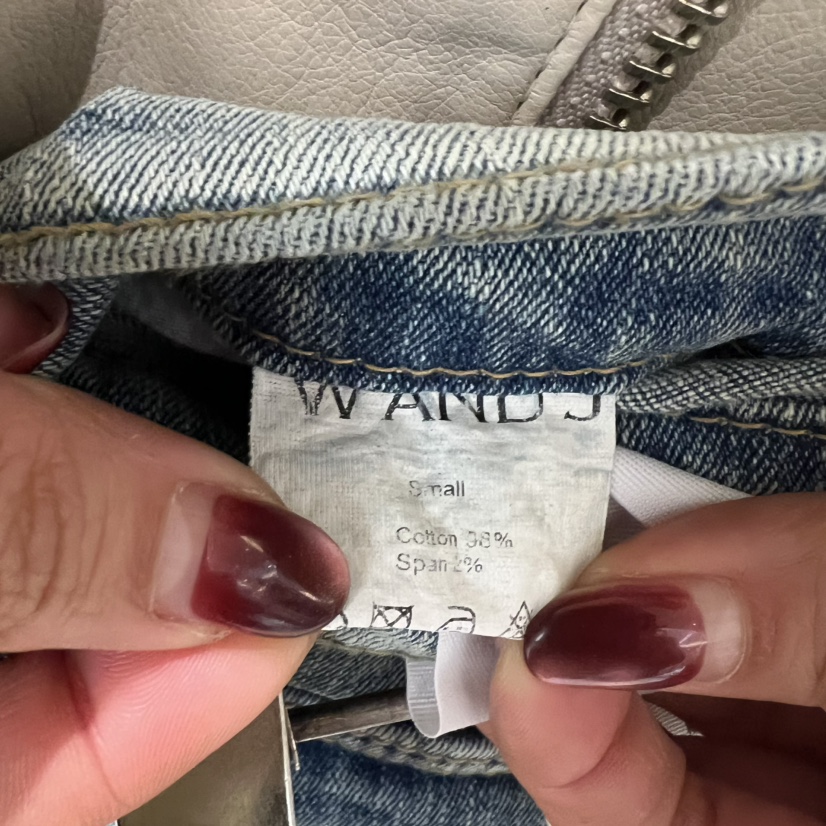 W AND J
Small
Cotton 98%
Span 2%